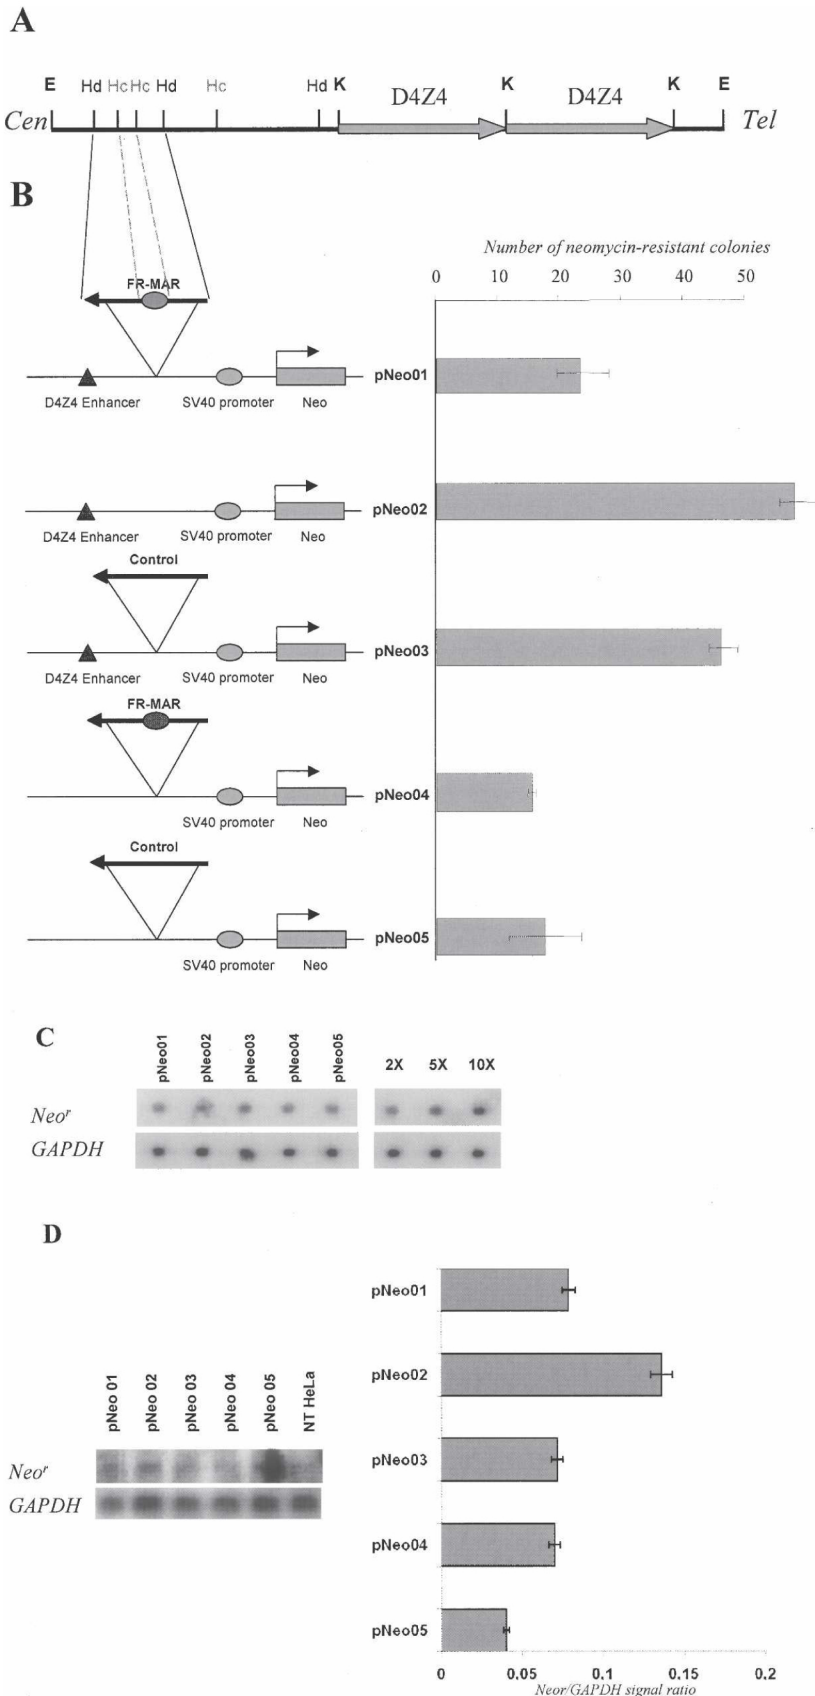 A
E Hd Hc Hc Hd Hc Hd K D4Z4 K D4Z4 K E
Cen Tel
B
Number of neomycin-resistant colonies
0 10 20 30 40 50
FR-MAR
pNeo01
D4Z4 Enhancer SV40 promoter Neo
pNeo02
D4Z4 Enhancer SV40 promoter Neo
Control
pNeo03
D4Z4 Enhancer SV40 promoter Neo
FR-MAR
pNeo04
SV40 promoter Neo
Control
pNeo05
SV40 promoter Neo
C
pNeo01 pNeo02 pNeo03 pNeo04 pNeo05 2X 5X 10X
Neoʳ
GAPDH
D
pNeo 01 pNeo 02 pNeo 03 pNeo 04 pNeo 05 NT HeLa
Neoʳ
GAPDH
pNeo01
pNeo02
pNeo03
pNeo04
pNeo05
0 0.05 0.1 0.15 0.2
Neor/GAPDH signal ratio